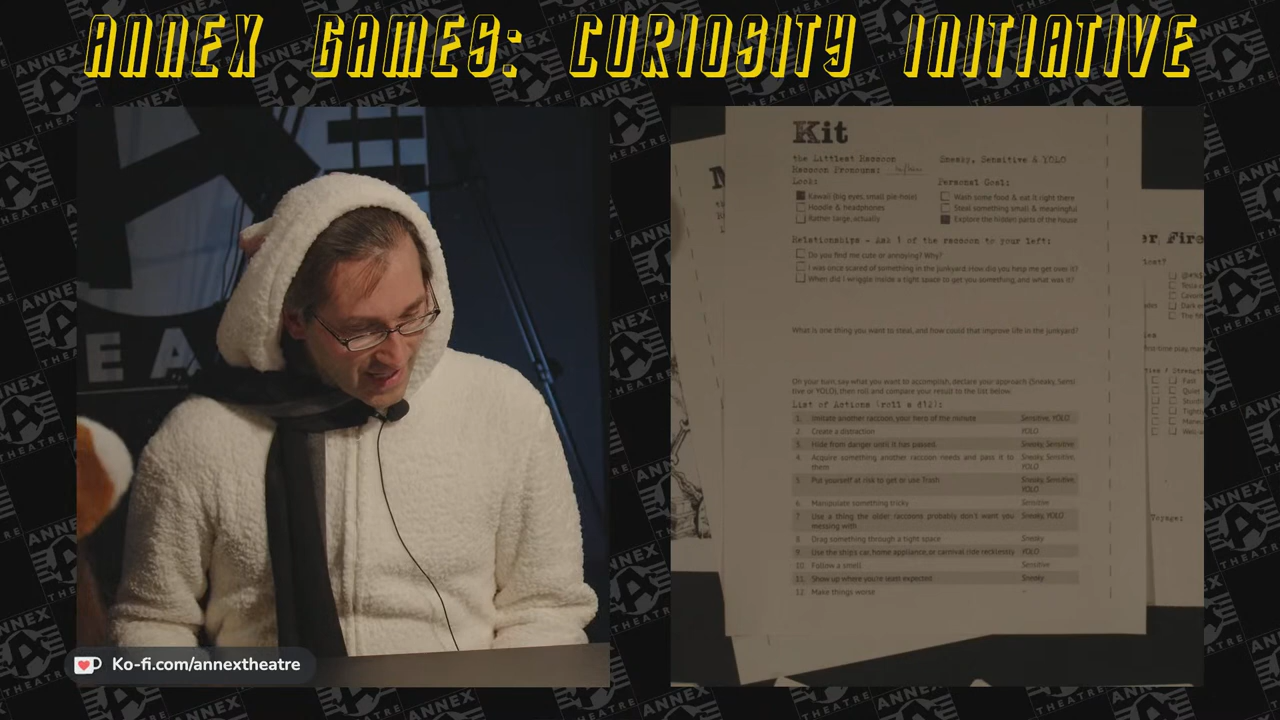 ANNEX GAMES: CURIOSITY INITIATIVE
Kit
the Littlest Raccoon
Sneaky, Sensitive & YOLO
Raccoon Pronouns:
Look:
Personal Goal:
Kawaii (big eyes, small pie-hole)
Wash some food & eat it right there
Hoodie & headphones
Steal something small & meaningful
Rather large, actually
Explore the hidden parts of the house
Relationships - Ask 1 of the raccoon to your left:
Do you find me cute or annoying? Why?
I was once scared of something in the junkyard. How did you help me get over it?
When did I wriggle inside a tight space to get you something, and what was it?
What is one thing you want to steal, and how could that improve life in the junkyard?
On your turn, say what you want to accomplish, declare your approach (Sneaky, Sensi-
tive or YOLO), then roll and compare your result to the list below.
List of Actions (roll a d12):
1. Imitate another raccoon, your hero of the minute Sensitive, YOLO
2. Create a distraction YOLO
3. Hide from danger until it has passed. Sneaky, Sensitive
4. Acquire something another raccoon needs and pass it to Sneaky, Sensitive,
them YOLO
5. Put yourself at risk to get or use Trash Sneaky, Sensitive
YOLO
6. Manipulate something tricky Sensitive
7. Use a thing the older raccoons probably don't want you Sneaky, YOLO
messing with
8. Drag something through a tight space Sneaky
9. Use the ship's car, home appliance, or carnival ride recklessly YOLO
10. Follow a smell Sensitive
11. Show up where you're least expected Sneaky
12. Make things worse -
er, Fire
Fast
Quiet
Voyage:
ANNEX
THEATRE
EA
Ko-fi.com/annextheatre